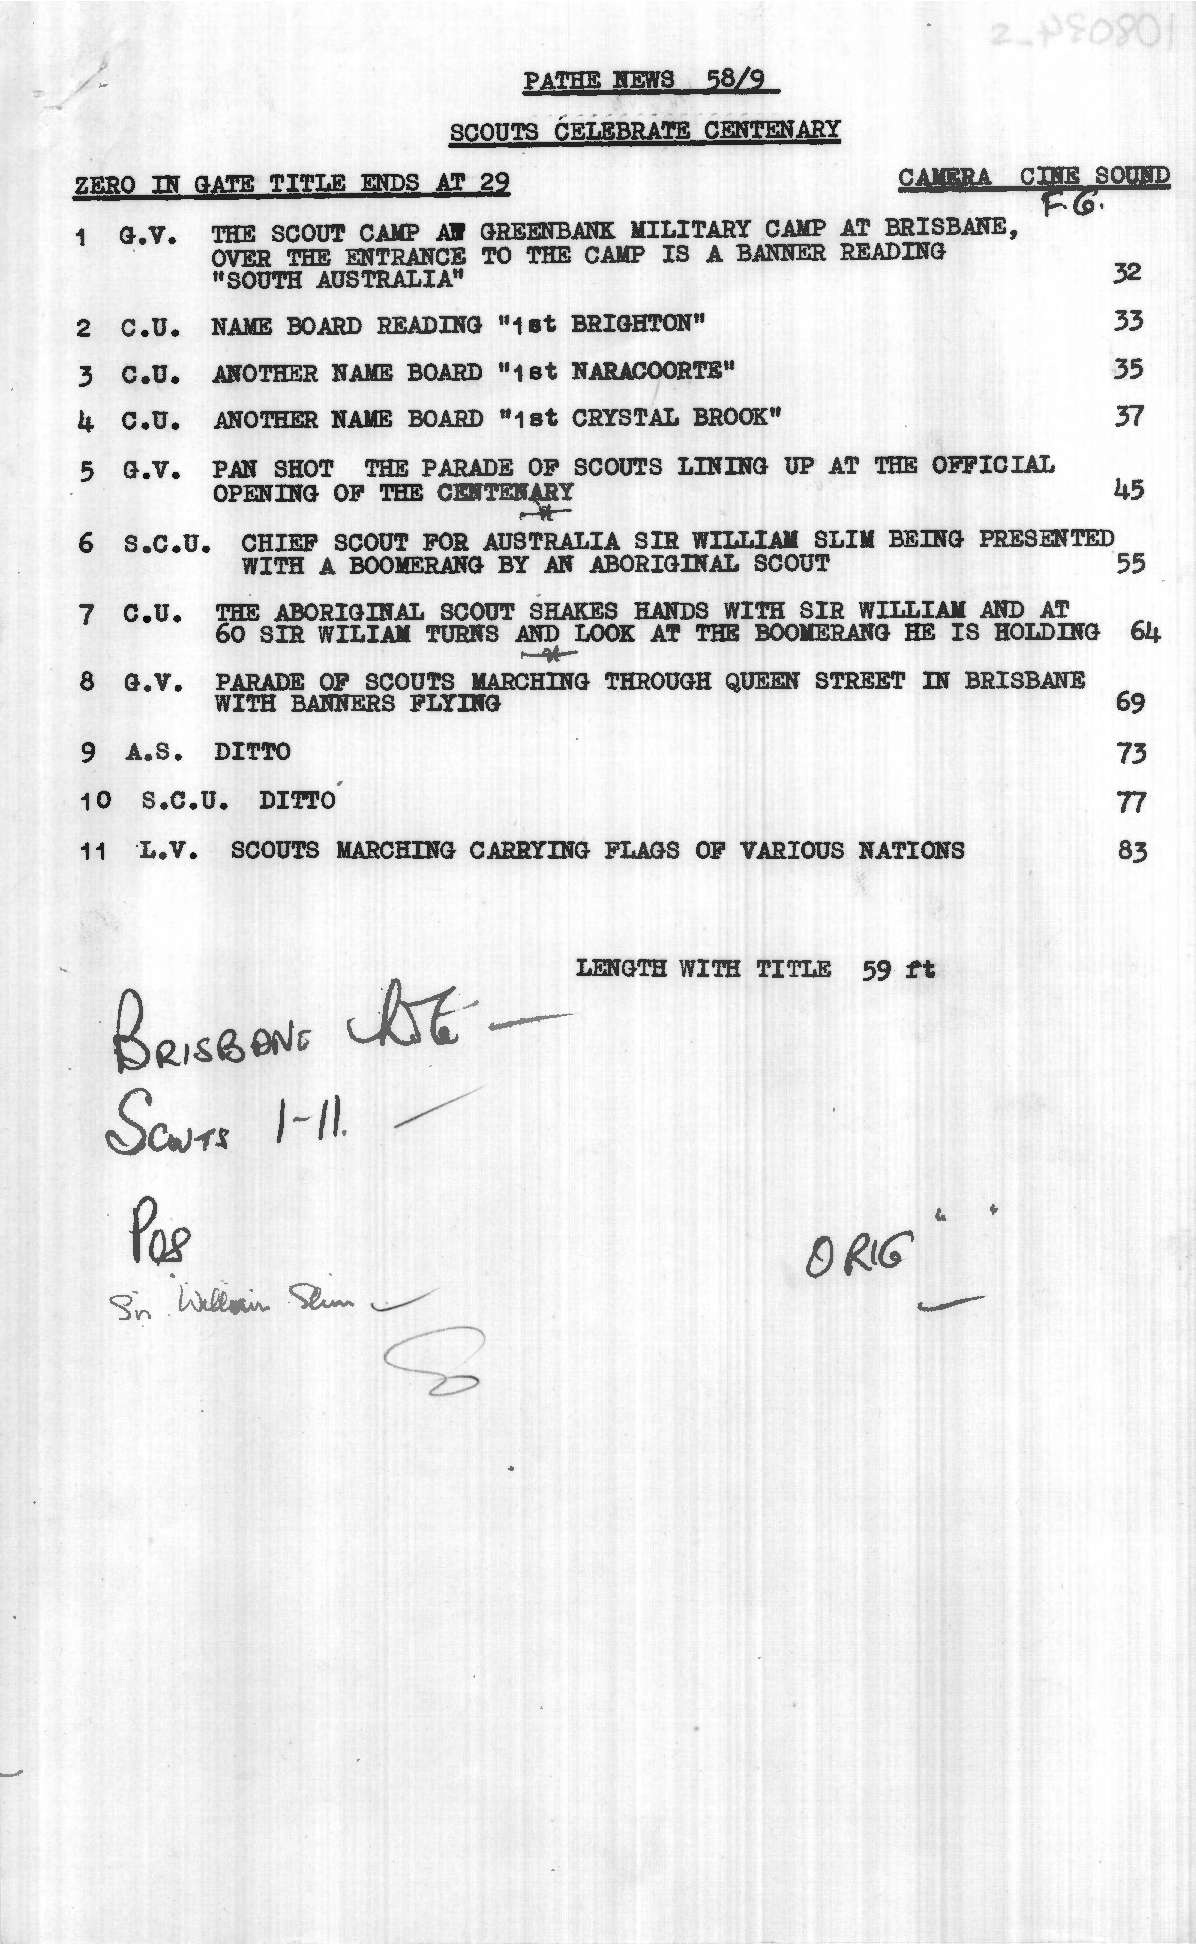 PATHE NEWS 58/9
SCOUTS CELEBRATE CENTENARY
ZERO IN GATE TITLE ENDS AT 29 CAMERA CINE SOUND
F.G.
1 G.V. THE SCOUT CAMP AT GREENBANK MILITARY CAMP AT BRISBANE,
OVER THE ENTRANCE TO THE CAMP IS A BANNER READING
"SOUTH AUSTRALIA" 32
2 C.U. NAME BOARD READING "1st BRIGHTON" 33
3 C.U. ANOTHER NAME BOARD "1st NARACOORTE" 35
4 C.U. ANOTHER NAME BOARD "1st CRYSTAL BROOK" 37
5 G.V. PAN SHOT THE PARADE OF SCOUTS LINING UP AT THE OFFICIAL
OPENING OF THE CENTENARY 45
6 S.C.U. CHIEF SCOUT FOR AUSTRALIA SIR WILLIAM SLIM BEING PRESENTED
WITH A BOOMERANG BY AN ABORIGINAL SCOUT 55
7 C.U. THE ABORIGINAL SCOUT SHAKES HANDS WITH SIR WILLIAM AND AT
60 SIR WILIAM TURNS AND LOOK AT THE BOOMERANG HE IS HOLDING 64
8 G.V. PARADE OF SCOUTS MARCHING THROUGH QUEEN STREET IN BRISBANE
WITH BANNERS FLYING 69
9 A.S. DITTO 73
10 S.C.U. DITTO 77
11 L.V. SCOUTS MARCHING CARRYING FLAGS OF VARIOUS NATIONS 83
LENGTH WITH TITLE 59 ft
BRISBANE
SCOUTS 1-11.
POS
ORIG " "
Sir William Slim